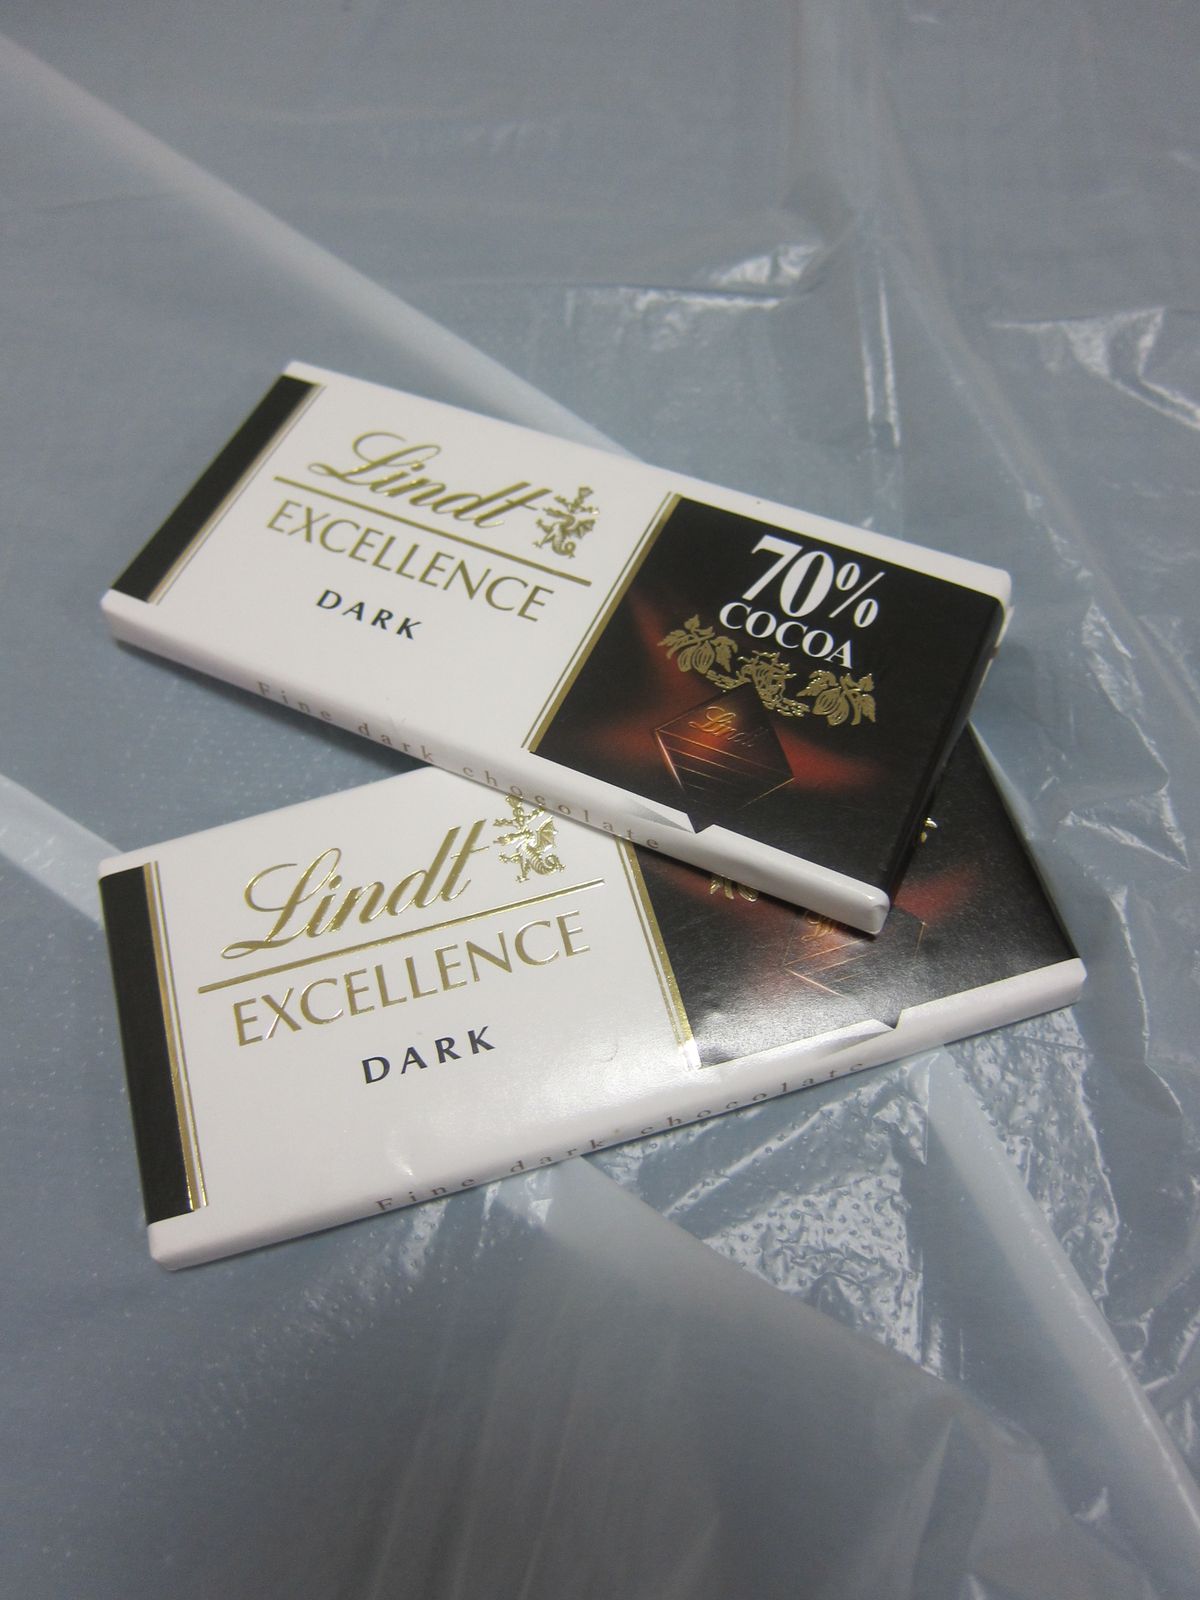 Lindt
EXCELLENCE
DARK
70%
COCOA
Lindt
Fine dark chocolate
Lindt
EXCELLENCE
DARK
Fine dark chocolate